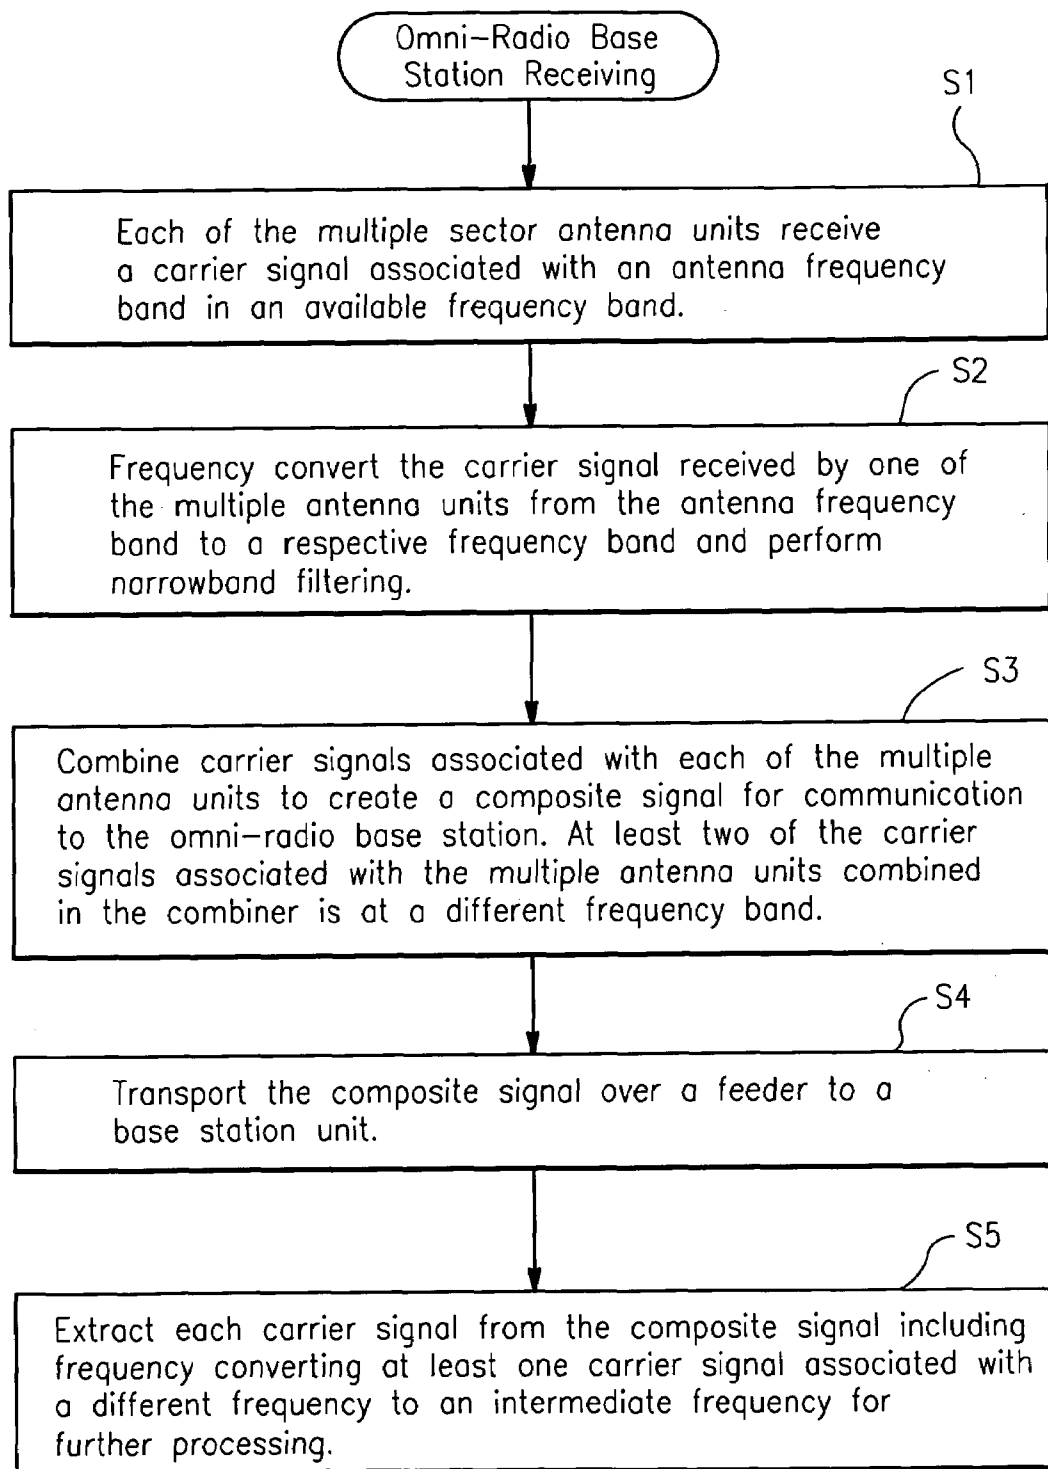 Omni-Radio Base
Station Receiving
S1
Each of the multiple sector antenna units receive
a carrier signal associated with an antenna frequency
band in an available frequency band.
S2
Frequency convert the carrier signal received by one of
the multiple antenna units from the antenna frequency
band to a respective frequency band and perform
narrowband filtering.
S3
Combine carrier signals associated with each of the multiple
antenna units to create a composite signal for communication
to the omni-radio base station. At least two of the carrier
signals associated with the multiple antenna units combined
in the combiner is at a different frequency band.
S4
Transport the composite signal over a feeder to a
base station unit.
S5
Extract each carrier signal from the composite signal including
frequency converting at least one carrier signal associated with
a different frequency to an intermediate frequency for
further processing.